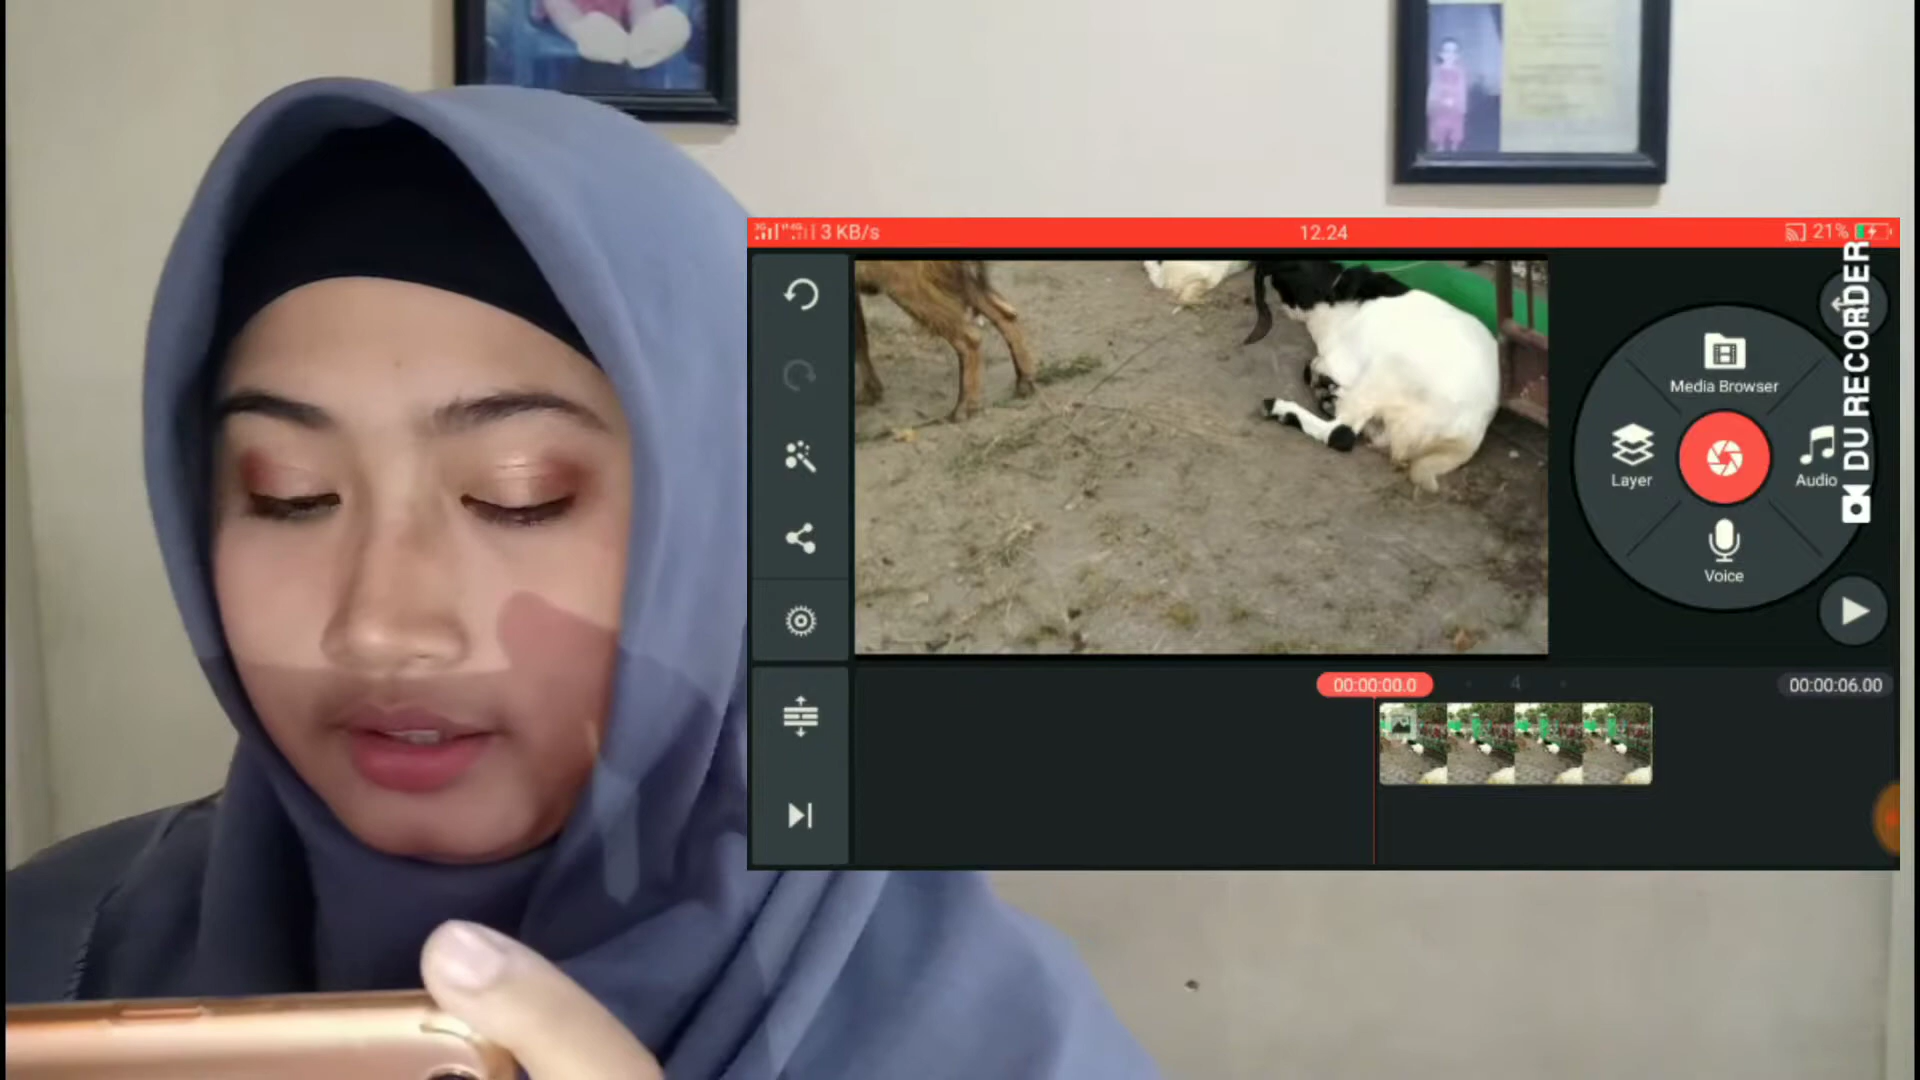 3 KB/s
12.24
21%
Media Browser
Layer
Audio
Voice
DU RECORDER
00:00:00.0
4
00:00:06.00